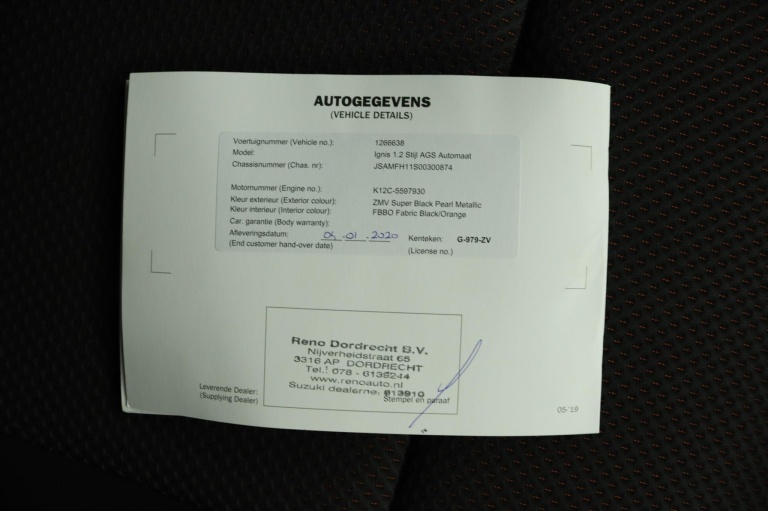 AUTOGEGEVENS
(VEHICLE DETAILS)
Voertuignummer (Vehicle no.): 1266638
Model: Ignis 1.2 Stijl AGS Automaat
Chassisnummer (Chas. nr): JSAMFH11S00300874
Motornummer (Engine no.): K12C-5597930
Kleur exterieur (Exterior colour): ZMV Super Black Pearl Metallic
Kleur interieur (Interior colour): FBBO Fabric Black/Orange
Car. garantie (Body warranty):
Afleveringsdatum: 04-01-2020 Kenteken: G-979-ZV
(End customer hand-over date) (License no.)
Reno Dordrecht B.V.
Nijverheidstraat 65
3316 AP DORDRECHT
Tel.: 078 - 6139244
www.renoauto.nl
Suzuki dealernr: 613910
Leverende Dealer:
(Supplying Dealer)
Stempel en paraaf
05-'19